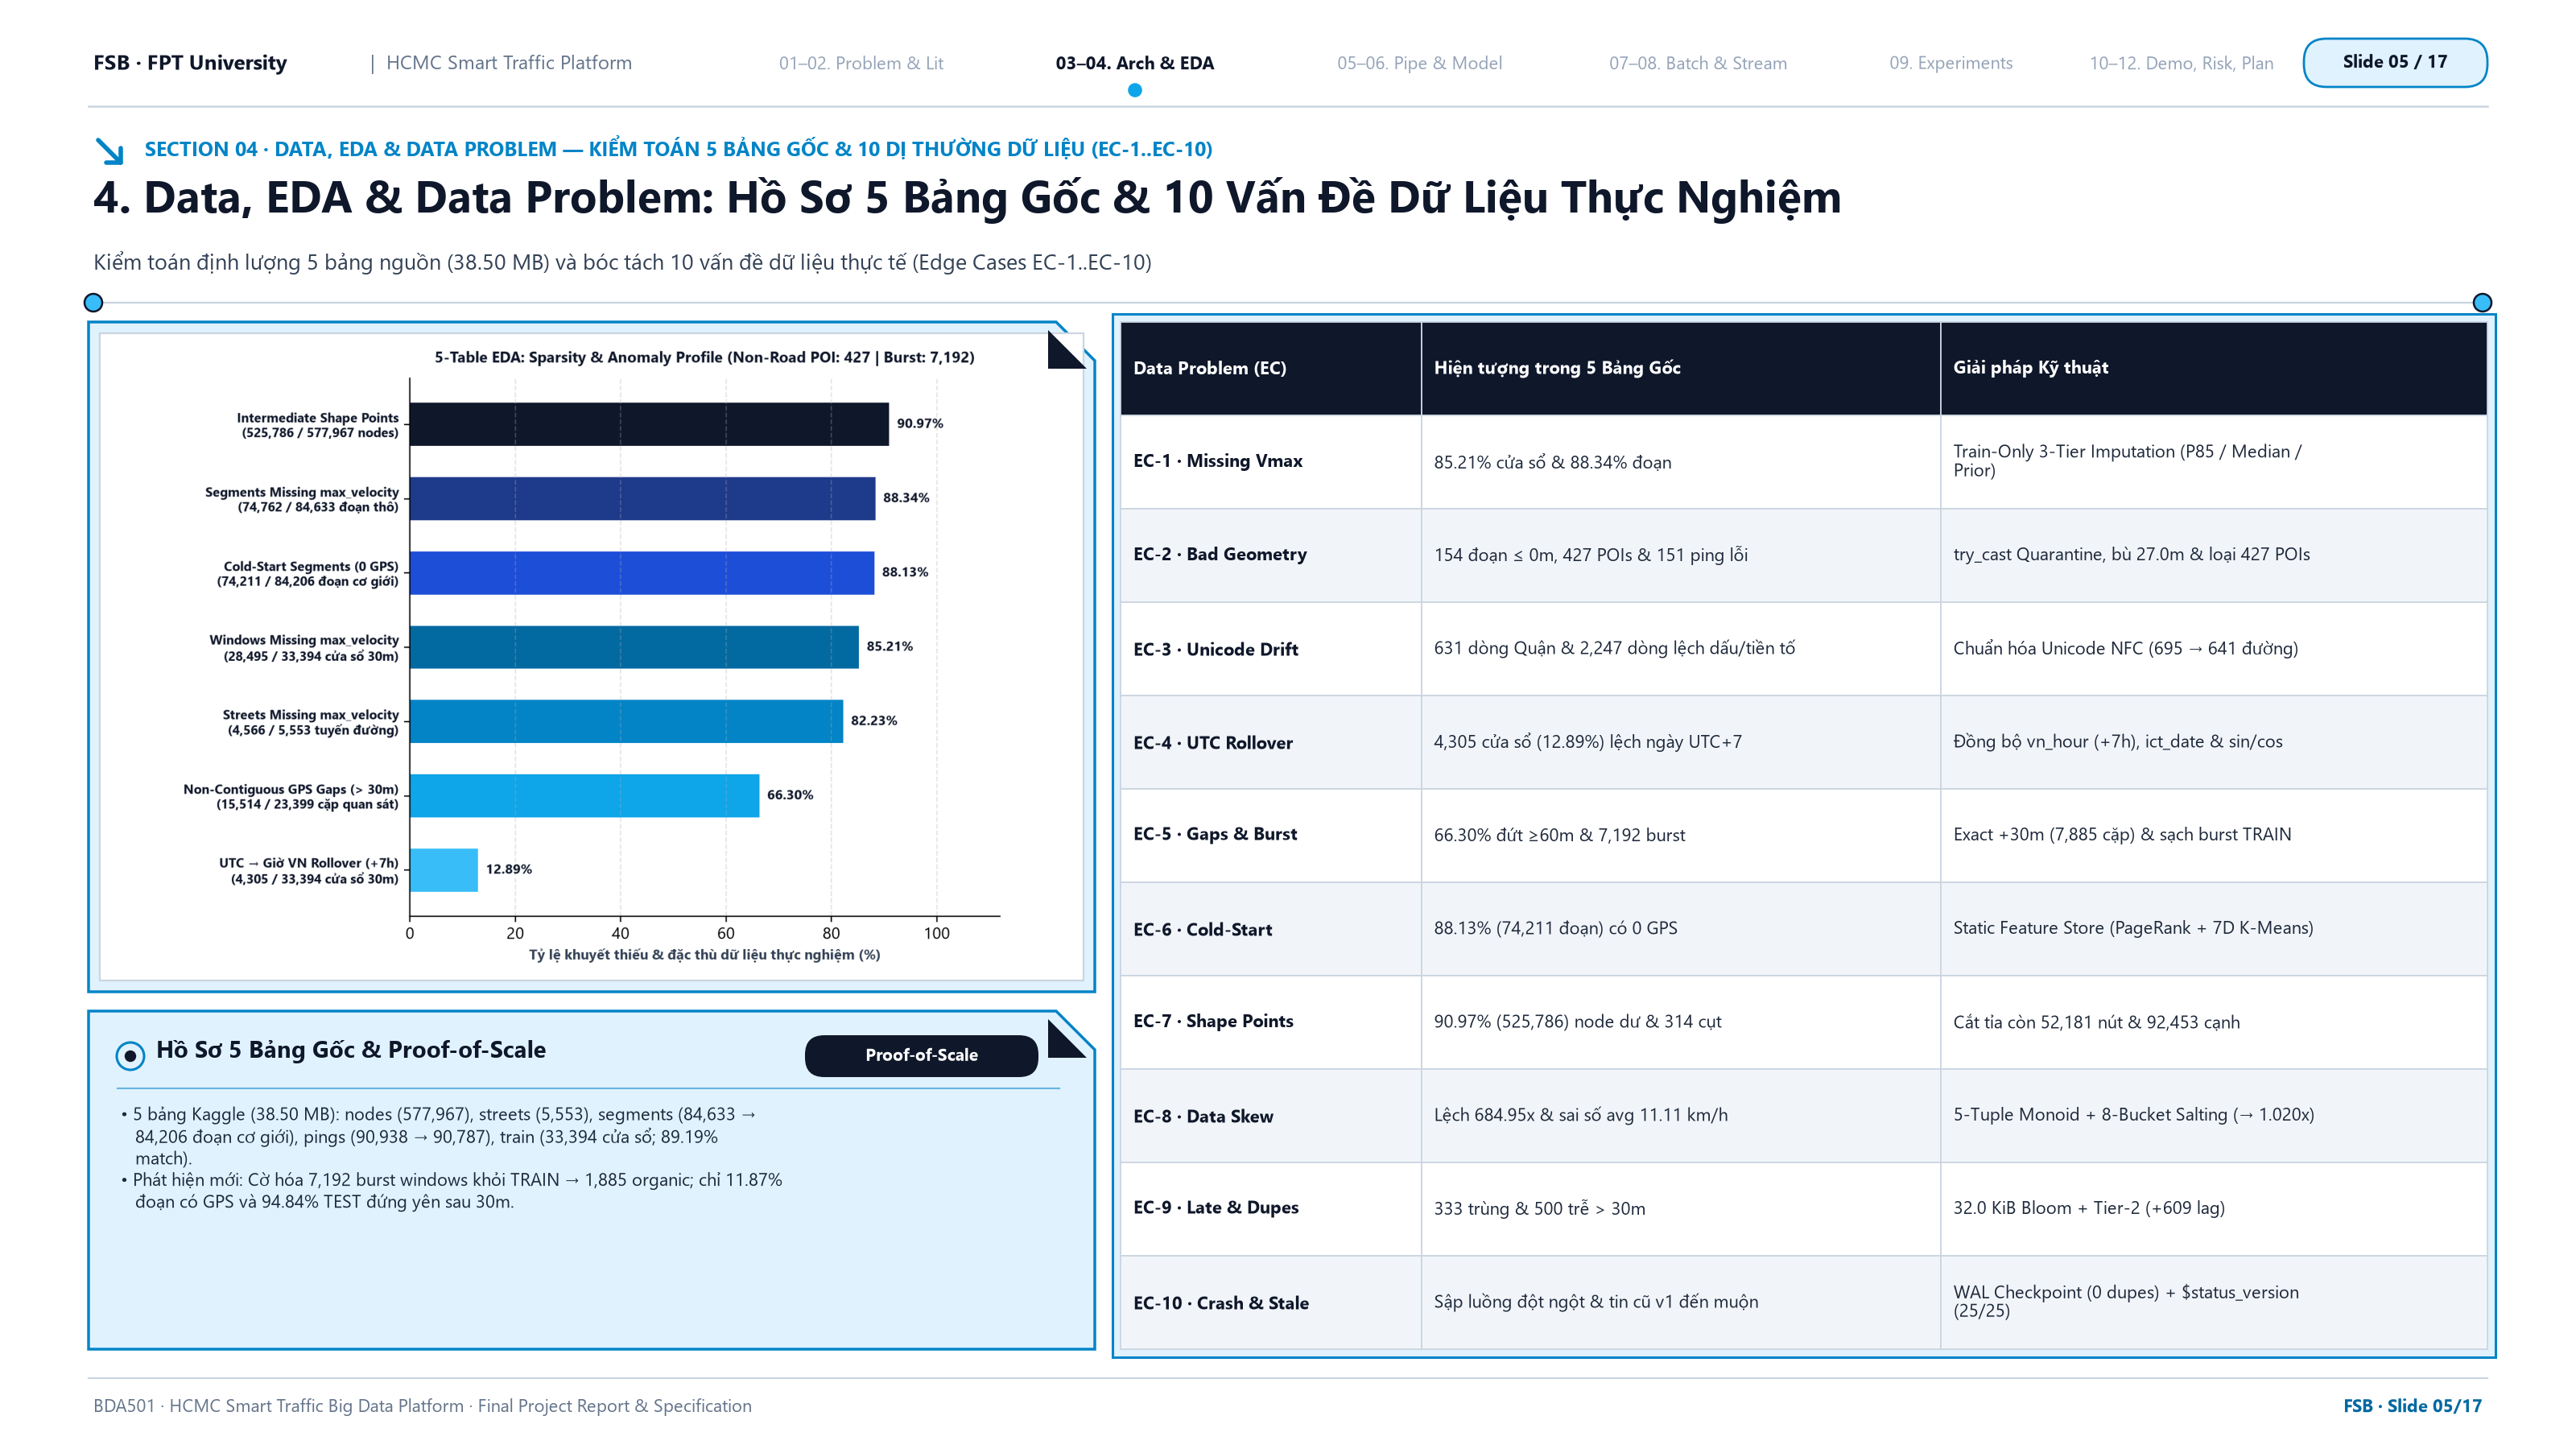 FSB · FPT University | HCMC Smart Traffic Platform 01–02. Problem & Lit 03–04. Arch & EDA 05–06. Pipe & Model 07–08. Batch & Stream 09. Experiments 10–12. Demo, Risk, Plan Slide 05 / 17
SECTION 04 · DATA, EDA & DATA PROBLEM — KIỂM TOÁN 5 BẢNG GỐC & 10 DỊ THƯỜNG DỮ LIỆU (EC-1..EC-10)
4. Data, EDA & Data Problem: Hồ Sơ 5 Bảng Gốc & 10 Vấn Đề Dữ Liệu Thực Nghiệm
Kiểm toán định lượng 5 bảng nguồn (38.50 MB) và bóc tách 10 vấn đề dữ liệu thực tế (Edge Cases EC-1..EC-10)
5-Table EDA: Sparsity & Anomaly Profile (Non-Road POI: 427 | Burst: 7,192)
Intermediate Shape Points
(525,786 / 577,967 nodes)
90.97%
Segments Missing max_velocity
(74,762 / 84,633 đoạn thô)
88.34%
Cold-Start Segments (0 GPS)
(74,211 / 84,206 đoạn cơ giới)
88.13%
Windows Missing max_velocity
(28,495 / 33,394 cửa sổ 30m)
85.21%
Streets Missing max_velocity
(4,566 / 5,553 tuyến đường)
82.23%
Non-Contiguous GPS Gaps (> 30m)
(15,514 / 23,399 cặp quan sát)
66.30%
UTC → Giờ VN Rollover (+7h)
(4,305 / 33,394 cửa sổ 30m)
12.89%
0 20 40 60 80 100
Tỷ lệ khuyết thiếu & đặc thù dữ liệu thực nghiệm (%)
Hồ Sơ 5 Bảng Gốc & Proof-of-Scale
Proof-of-Scale
• 5 bảng Kaggle (38.50 MB): nodes (577,967), streets (5,553), segments (84,633 →
84,206 đoạn cơ giới), pings (90,938 → 90,787), train (33,394 cửa sổ; 89.19%
match).
• Phát hiện mới: Cờ hóa 7,192 burst windows khỏi TRAIN → 1,885 organic; chỉ 11.87%
đoạn có GPS và 94.84% TEST đứng yên sau 30m.
Data Problem (EC) Hiện tượng trong 5 Bảng Gốc Giải pháp Kỹ thuật
EC-1 · Missing Vmax 85.21% cửa sổ & 88.34% đoạn Train-Only 3-Tier Imputation (P85 / Median /
Prior)
EC-2 · Bad Geometry 154 đoạn ≤ 0m, 427 POIs & 151 ping lỗi try_cast Quarantine, bù 27.0m & loại 427 POIs
EC-3 · Unicode Drift 631 dòng Quận & 2,247 dòng lệch dấu/tiền tố Chuẩn hóa Unicode NFC (695 → 641 đường)
EC-4 · UTC Rollover 4,305 cửa sổ (12.89%) lệch ngày UTC+7 Đồng bộ vn_hour (+7h), ict_date & sin/cos
EC-5 · Gaps & Burst 66.30% đứt ≥60m & 7,192 burst Exact +30m (7,885 cặp) & sạch burst TRAIN
EC-6 · Cold-Start 88.13% (74,211 đoạn) có 0 GPS Static Feature Store (PageRank + 7D K-Means)
EC-7 · Shape Points 90.97% (525,786) node dư & 314 cụt Cắt tỉa còn 52,181 nút & 92,453 cạnh
EC-8 · Data Skew Lệch 684.95x & sai số avg 11.11 km/h 5-Tuple Monoid + 8-Bucket Salting (→ 1.020x)
EC-9 · Late & Dupes 333 trùng & 500 trễ > 30m 32.0 KiB Bloom + Tier-2 (+609 lag)
EC-10 · Crash & Stale Sập luồng đột ngột & tin cũ v1 đến muộn WAL Checkpoint (0 dupes) + $status_version
(25/25)
BDA501 · HCMC Smart Traffic Big Data Platform · Final Project Report & Specification
FSB · Slide 05/17